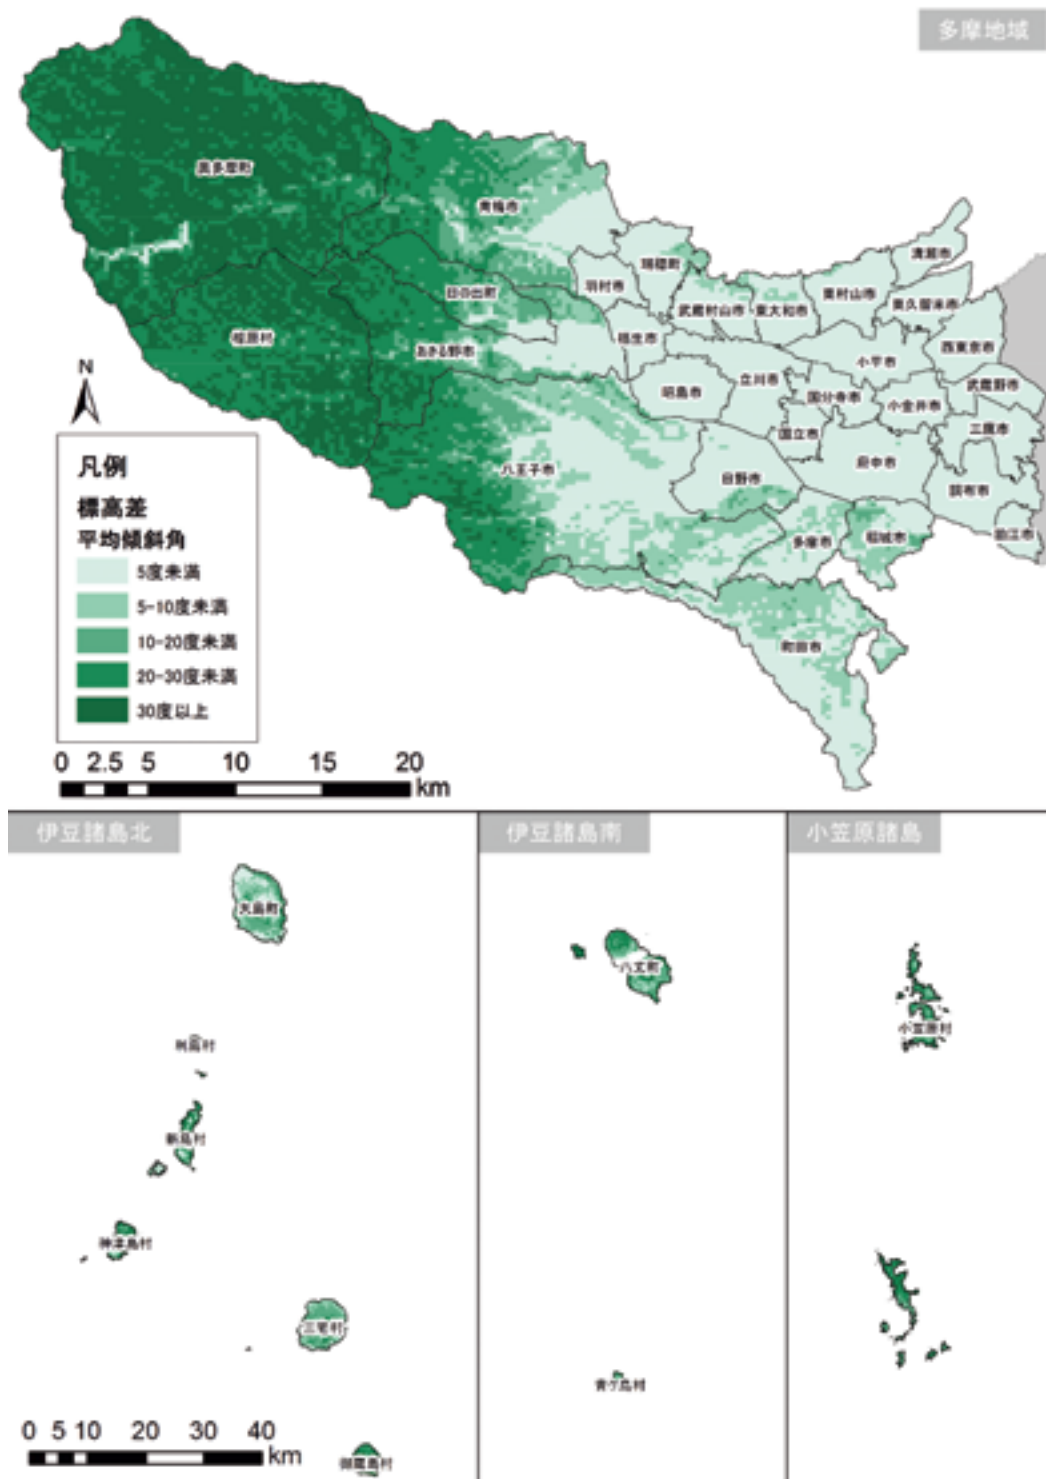 多摩地域
奥多摩町
青梅市
清瀬市
瑞穂町
羽村市
日の出町
東村山市
東久留米市
武蔵村山市
東大和市
檜原村
あきる野市
福生市
小平市
西東京市
昭島市
立川市
国分寺市
小金井市
武蔵野市
国立市
三鷹市
八王子市
日野市
府中市
調布市
多摩市
稲城市
狛江市
町田市
N
凡例
標高差
平均傾斜角
5度未満
5-10度未満
10-20度未満
20-30度未満
30度以上
0 2.5 5 10 15 20
km
伊豆諸島北
伊豆諸島南
小笠原諸島
大島町
八丈町
小笠原村
利島村
新島村
神津島村
三宅村
青ケ島村
御蔵島村
0 5 10 20 30 40
km